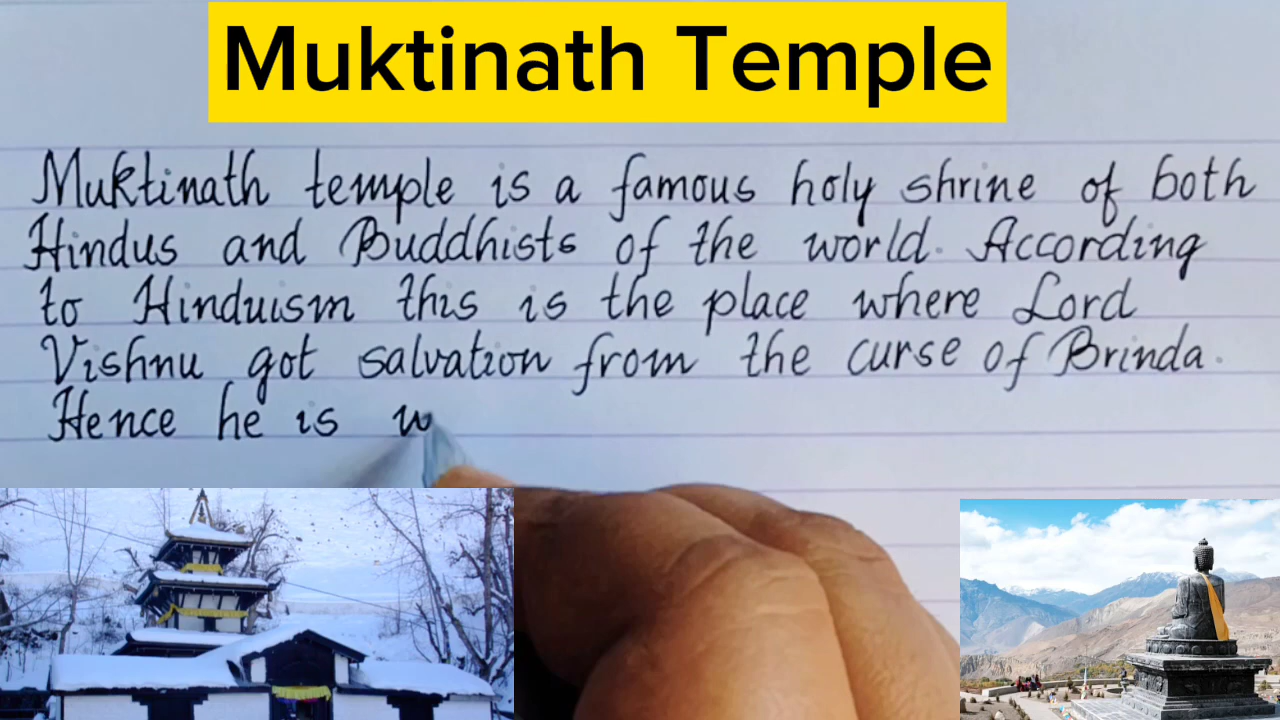 Muktinath Temple
Muktinath temple is a famous holy shrine of both
Hindus and Buddhists of the world. According
to Hinduism this is the place where Lord
Vishnu got salvation from the curse of Brinda.
Hence he is w